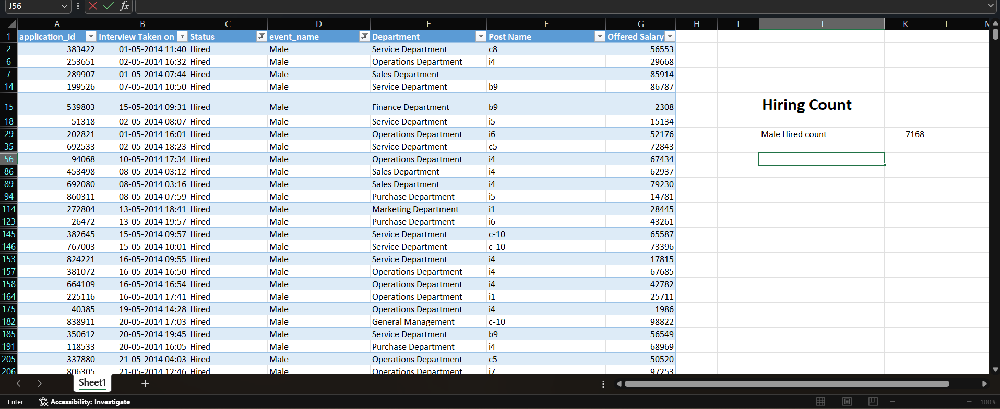 J56
fx
A B C D E F G H I J K L
1 application_id Interview Taken on Status event_name Department Post Name Offered Salary
2 383422 01-05-2014 11:40 Hired Male Service Department c8 56553
6 253651 02-05-2014 16:32 Hired Male Operations Department i4 29668
7 289907 01-05-2014 07:44 Hired Male Sales Department - 85914
14 199526 07-05-2014 10:50 Hired Male Service Department b9 86787
Hiring Count
15 539803 15-05-2014 09:31 Hired Male Finance Department b9 2308
18 51318 02-05-2014 08:07 Hired Male Service Department i5 15134
29 202821 01-05-2014 16:01 Hired Male Operations Department i6 52176 Male Hired count 7168
35 692533 02-05-2014 18:23 Hired Male Service Department c5 72843
56 94068 10-05-2014 17:34 Hired Male Operations Department i4 67434
86 453498 08-05-2014 03:12 Hired Male Sales Department i4 62937
89 692080 08-05-2014 03:16 Hired Male Sales Department i4 79230
94 860311 08-05-2014 07:59 Hired Male Purchase Department i5 14781
114 272804 13-05-2014 18:41 Hired Male Marketing Department i1 28445
123 26472 13-05-2014 19:57 Hired Male Purchase Department i6 43261
145 382645 15-05-2014 09:57 Hired Male Service Department c-10 65587
146 767003 15-05-2014 10:01 Hired Male Service Department c-10 73396
153 824221 16-05-2014 09:55 Hired Male Service Department i4 17815
157 381072 16-05-2014 16:50 Hired Male Operations Department i4 67685
158 664109 16-05-2014 16:54 Hired Male Operations Department i4 42782
164 225116 16-05-2014 17:41 Hired Male Operations Department i1 25711
175 40385 19-05-2014 14:28 Hired Male Operations Department i4 1986
182 838911 20-05-2014 17:03 Hired Male General Management c-10 98822
185 350612 20-05-2014 19:45 Hired Male Service Department b9 56549
191 118533 20-05-2014 16:05 Hired Male Purchase Department i4 68969
205 337880 21-05-2014 04:03 Hired Male Operations Department c5 50520
206 806305 21-05-2014 12:46 Hired Male Operations Department i7 97253
Sheet1
Enter Accessibility: Investigate 100%